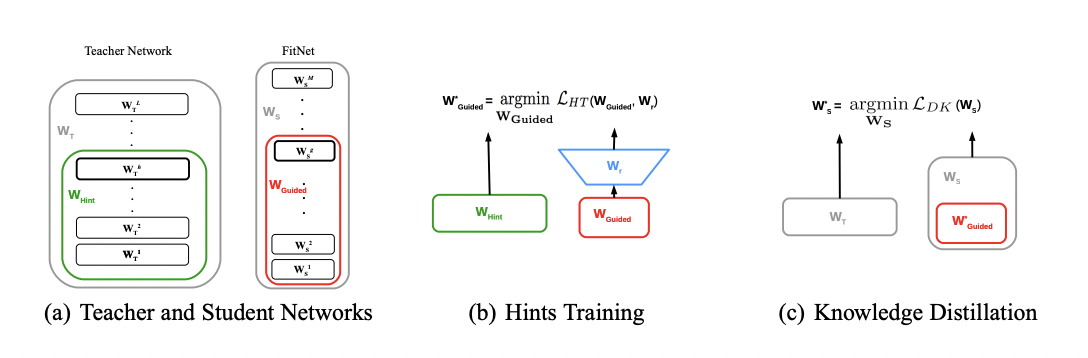 Teacher Network
W_T^L
W_T
W_T^h
W_Hint
W_T^2
W_T^1
FitNet
W_S^M
W_S
W_S^g
W_Guided
W_S^2
W_S^1
(a) Teacher and Student Networks
W*_Guided = argmin L_HT(W_Guided, W_r)
W_Guided
W_r
W_Hint
W_Guided
(b) Hints Training
W*_S = argmin L_DK (W_S)
W_S
W_S
W_T
W*_Guided
(c) Knowledge Distillation